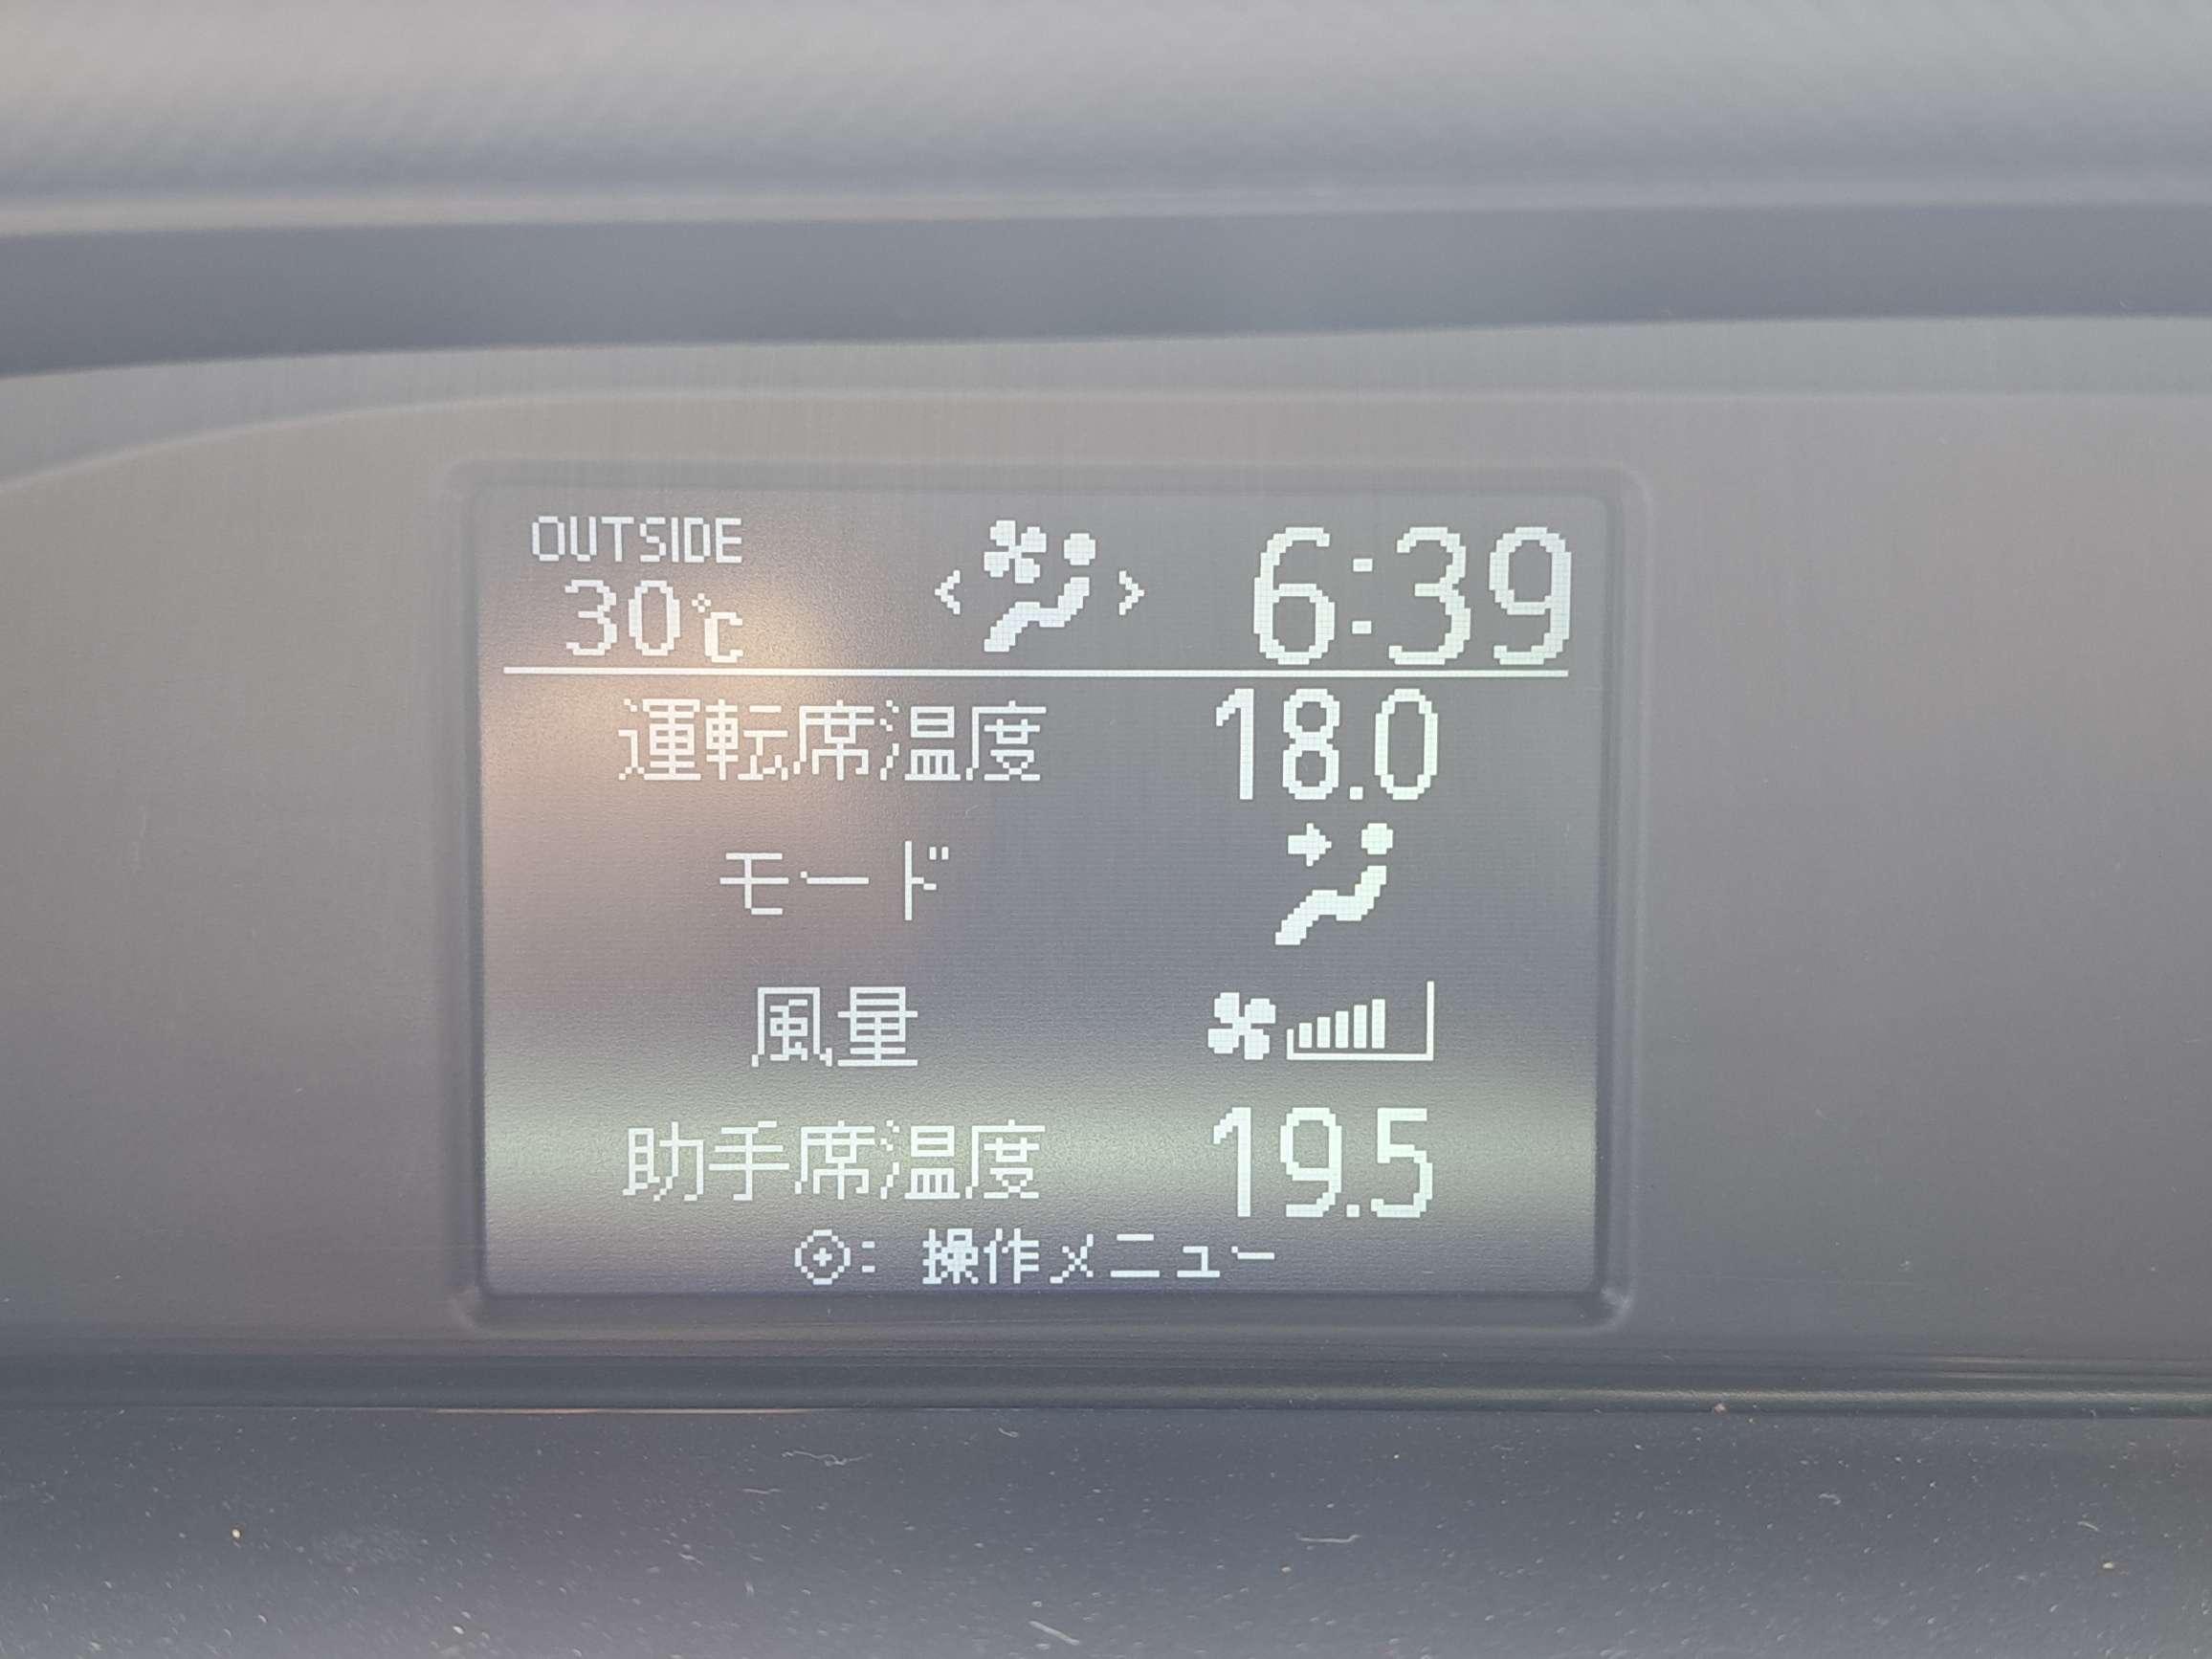 OUTSIDE
30℃
6:39
運転席温度 18.0
モード
風量
助手席温度 19.5
: 操作メニュー